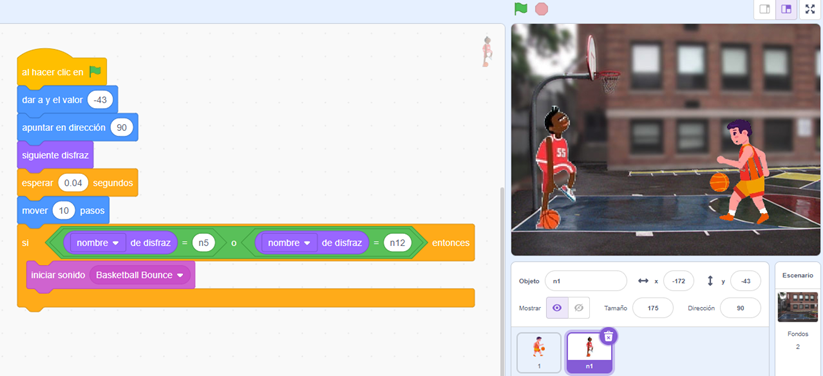 al hacer clic en
dar a y el valor -43
apuntar en dirección 90
siguiente disfraz
esperar 0.04 segundos
mover 10 pasos
si nombre de disfraz = n5 o nombre de disfraz = n12 entonces
iniciar sonido Basketball Bounce
55
Objeto n1 x -172 y -43
Mostrar Tamaño 175 Dirección 90
1
n1
Escenario
Fondos
2